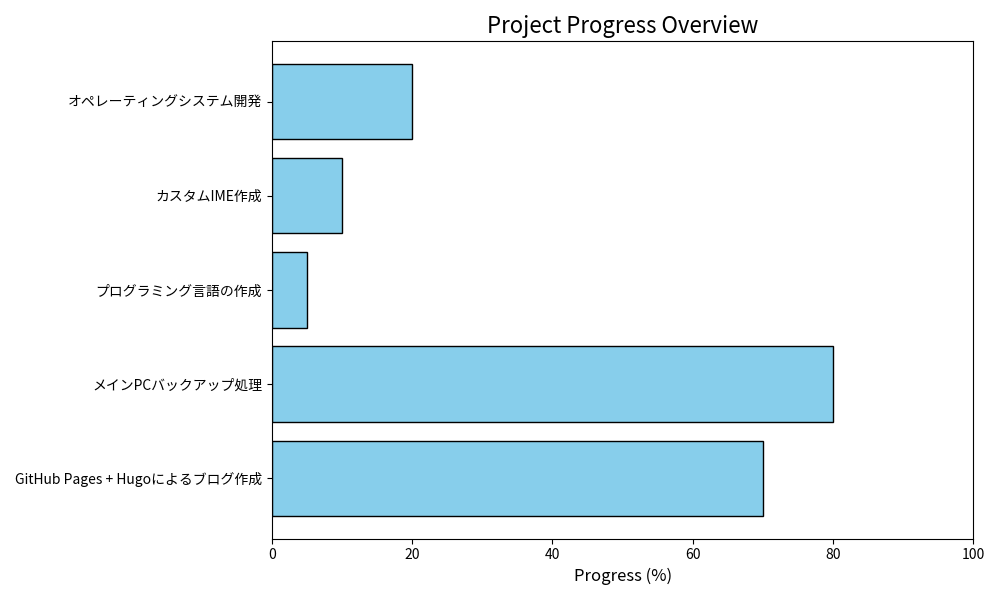 Project Progress Overview
オペレーティングシステム開発
カスタムIME作成
プログラミング言語の作成
メインPCバックアップ処理
GitHub Pages + Hugoによるブログ作成
0 20 40 60 80 100
Progress (%)